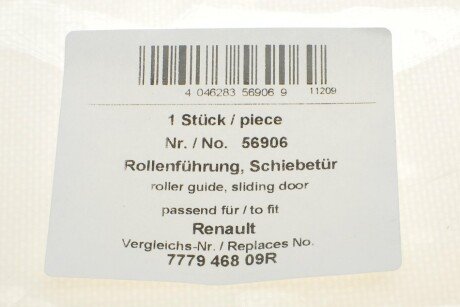 4 046283 56906 9 11209
1 Stück / piece
Nr. / No. 56906
Rollenführung, Schiebetür
roller guide, sliding door
passend für / to fit
Renault
Vergleichs-Nr. / Replaces No.
7779 468 09R